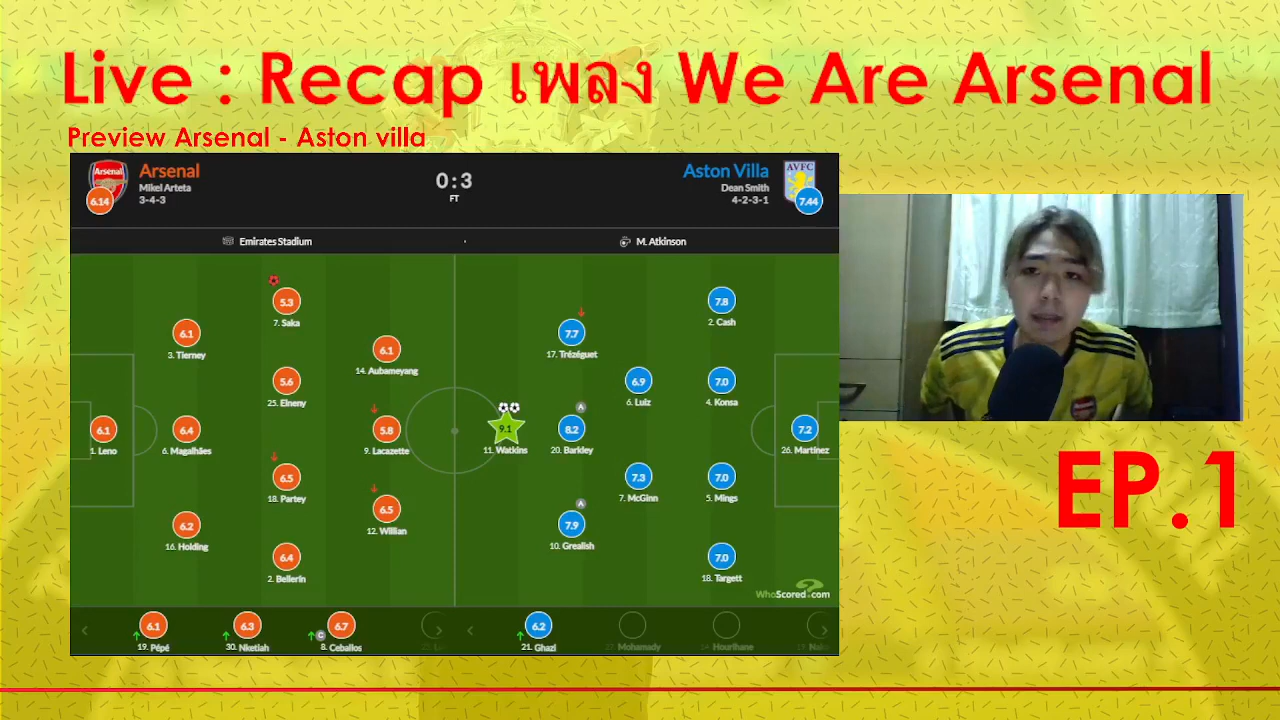 Live : Recap เพลง We Are Arsenal
Preview Arsenal - Aston villa
Arsenal
Arsenal
Mikel Arteta
3-4-3
6.14
0:3
FT
Aston Villa
Dean Smith
4-2-3-1
AVFC
7.44
Emirates Stadium
M. Atkinson
5.3
7. Saka
7.8
2. Cash
6.1
3. Tierney
6.1
14. Aubameyang
7.7
17. Trézéguet
5.6
25. Elneny
6.9
6. Luiz
7.0
4. Konsa
6.1
1. Leno
6.4
6. Magalhães
5.8
9. Lacazette
9.1
11. Watkins
A
8.2
20. Barkley
7.2
26. Martínez
6.5
18. Partey
7.3
7. McGinn
7.0
5. Mings
6.2
16. Holding
6.5
12. Willian
A
7.9
10. Grealish
6.4
2. Bellerín
7.0
18. Targett
WhoScored.com
6.1
19. Pépé
6.3
30. Nketiah
C
6.7
8. Ceballos
6.2
21. Ghazi
Mohamady
Hourihane
EP.1